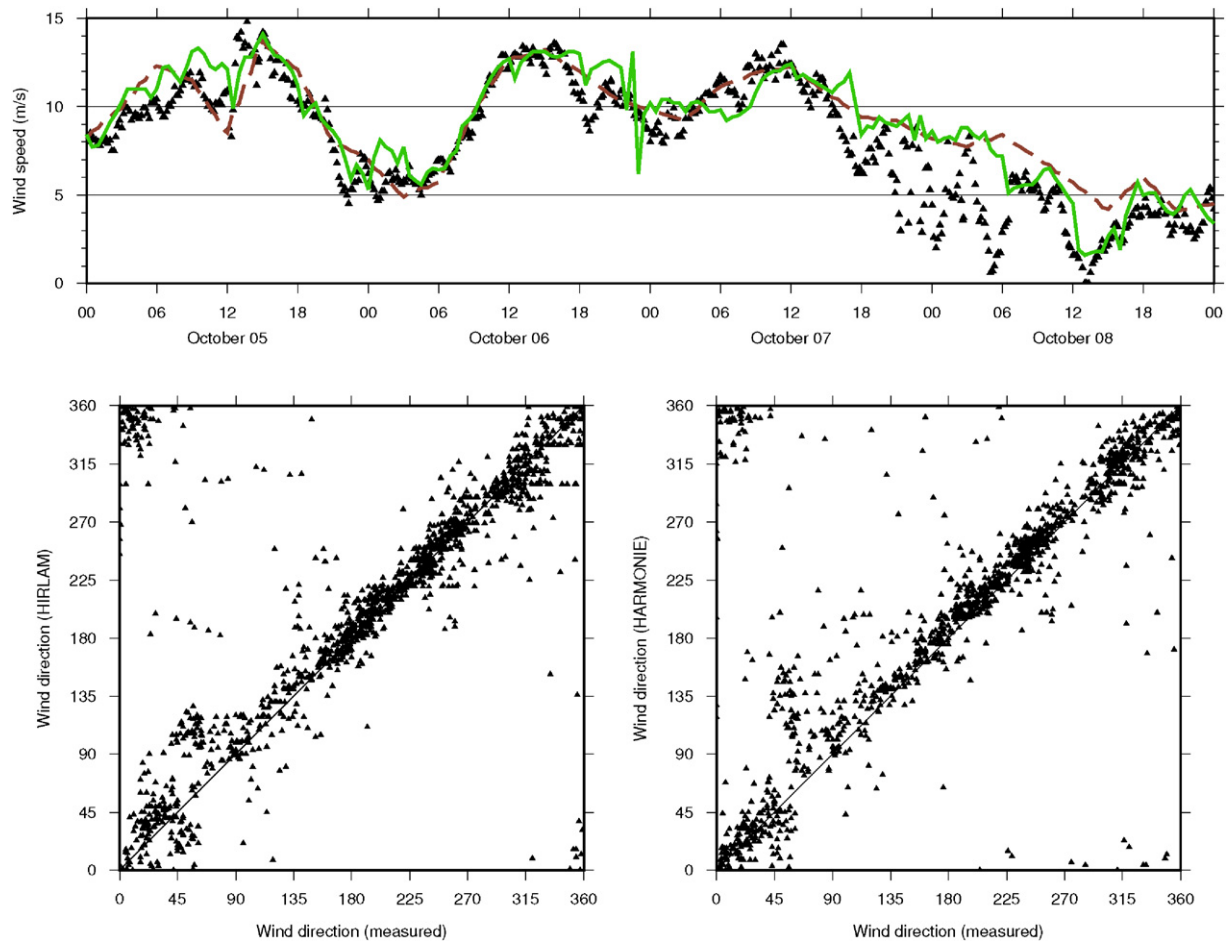 15
10
5
0
Wind speed (m/s)
00 06 12 18 00 06 12 18 00 06 12 18 00 06 12 18 00
October 05 October 06 October 07 October 08
360
315
270
225
180
135
90
45
0
Wind direction (HIRLAM)
0 45 90 135 180 225 270 315 360
Wind direction (measured)
360
315
270
225
180
135
90
45
0
Wind direction (HARMONIE)
0 45 90 135 180 225 270 315 360
Wind direction (measured)